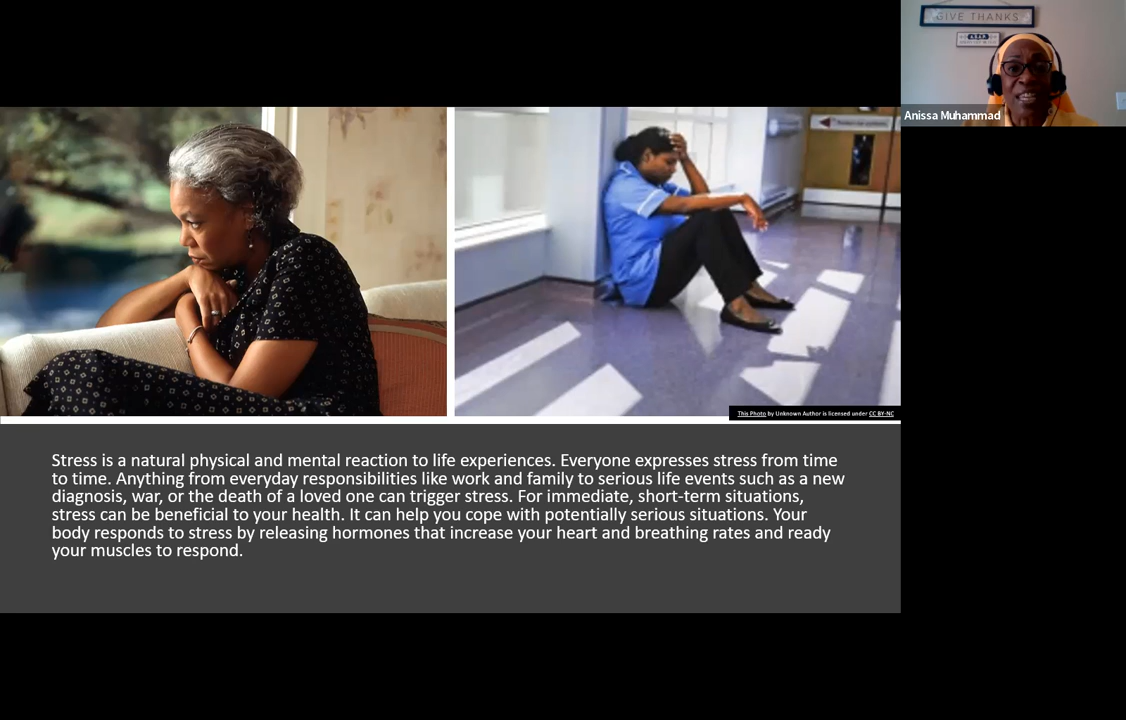 GIVE THANKS
Anissa Muhammad
This Photo by Unknown Author is licensed under CC BY-NC
Stress is a natural physical and mental reaction to life experiences. Everyone expresses stress from time
to time. Anything from everyday responsibilities like work and family to serious life events such as a new
diagnosis, war, or the death of a loved one can trigger stress. For immediate, short-term situations,
stress can be beneficial to your health. It can help you cope with potentially serious situations. Your
body responds to stress by releasing hormones that increase your heart and breathing rates and ready
your muscles to respond.